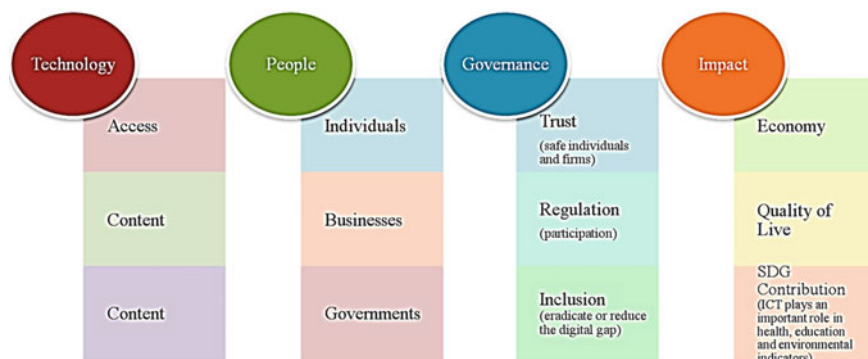 Technology
People
Governance
Impact
Access
Content
Content
Individuals
Businesses
Governments
Trust
(safe individuals
and firms)
Regulation
(participation)
Inclusion
(eradicate or reduce
the digital gap)
Economy
Quality of
Live
SDG
Contribution
(ICT plays an
important role in
health, education
and environmental
indicators)